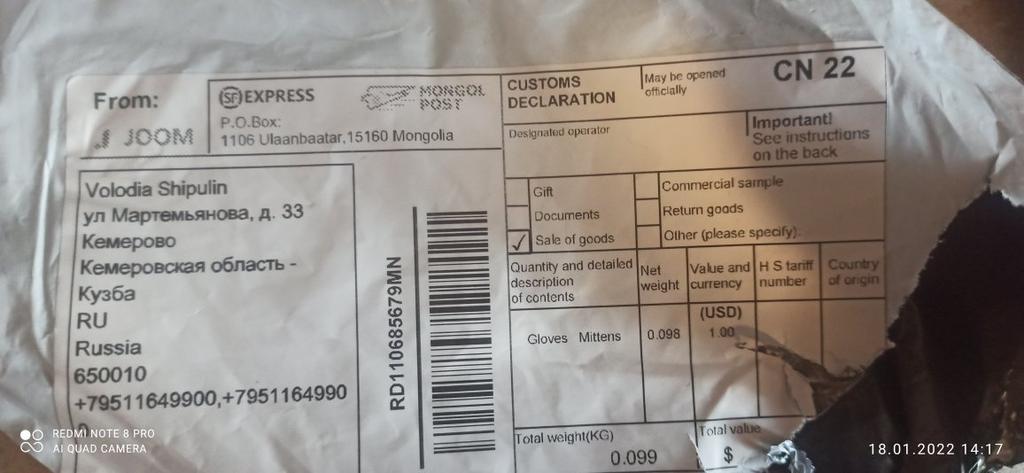 From:
JOOM
SF EXPRESS
MONGOL POST
P.O.Box:
1106 Ulaanbaatar,15160 Mongolia
CUSTOMS
DECLARATION
May be opened
officially
CN 22
Designated operator
Important!
See instructions
on the back
Volodia Shipulin
ул Мартемьянова, д. 33
Кемерово
Кемеровская область -
Кузба
RU
Russia
650010
+79511649900,+7951164990
RD110685679MN
Gift
Commercial sample
Documents
Return goods
✓ Sale of goods
Other (please specify):
Quantity and detailed
description
of contents
Net
weight
Value and
currency
H S tariff
number
Country
of origin
(USD)
Gloves Mittens
0.098
1.00
Total weight(KG)
0.099
Total value
$
REDMI NOTE 8 PRO
AI QUAD CAMERA
18.01.2022 14:17